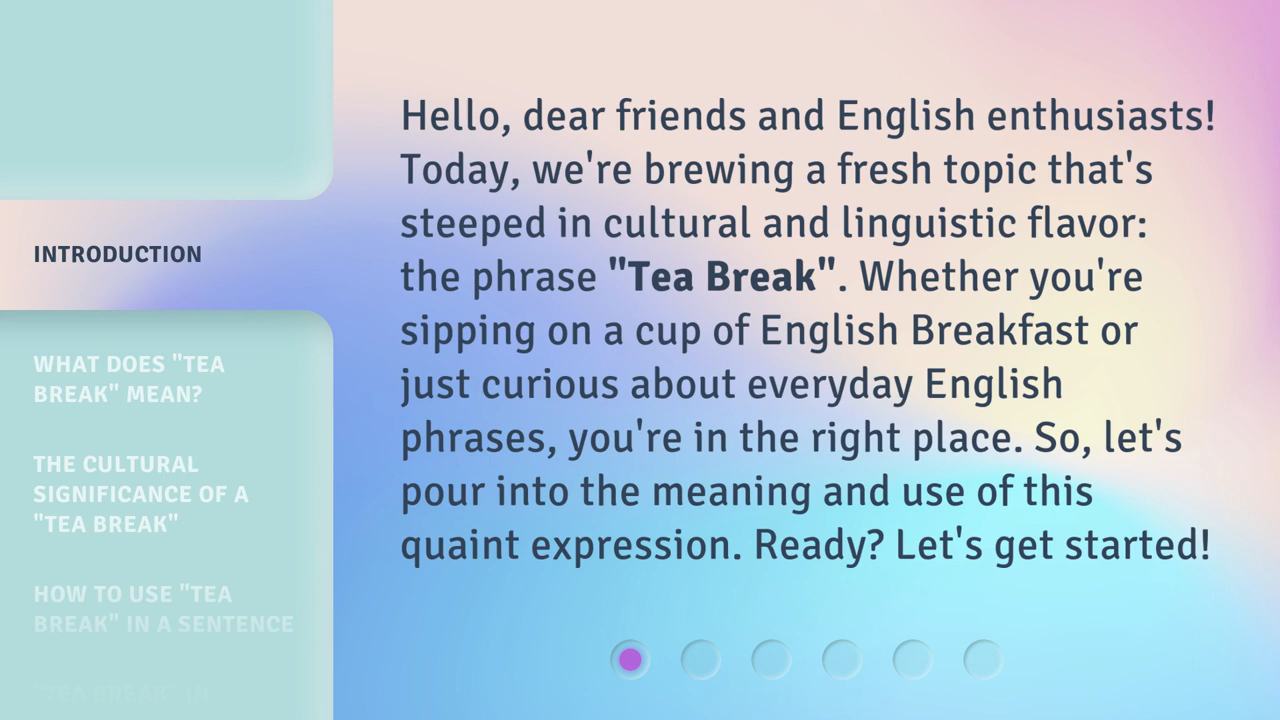 INTRODUCTION
WHAT DOES "TEA
BREAK" MEAN?
THE CULTURAL
SIGNIFICANCE OF A
"TEA BREAK"
HOW TO USE "TEA
BREAK" IN A SENTENCE
"TEA BREAK" IN
Hello, dear friends and English enthusiasts!
Today, we're brewing a fresh topic that's
steeped in cultural and linguistic flavor:
the phrase "Tea Break". Whether you're
sipping on a cup of English Breakfast or
just curious about everyday English
phrases, you're in the right place. So, let's
pour into the meaning and use of this
quaint expression. Ready? Let's get started!